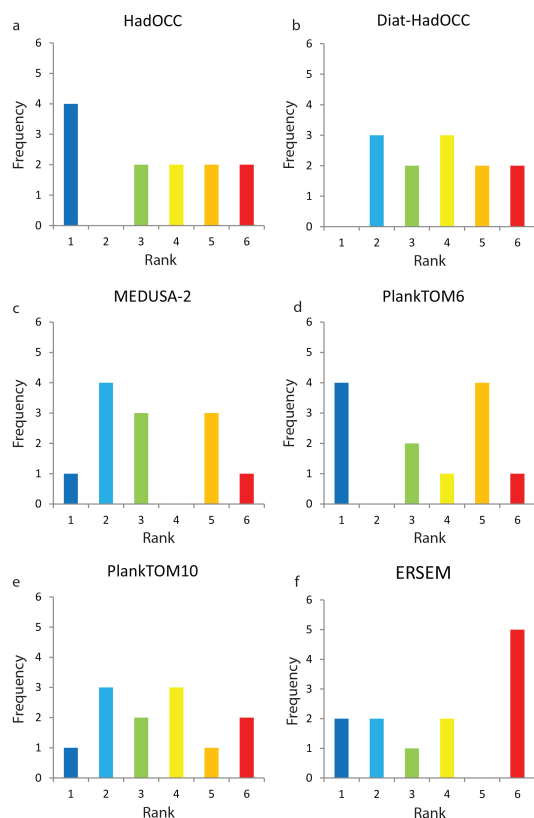 a HadOCC
6
5
4
3
2
1
0
Frequency
1 2 3 4 5 6
Rank
b Diat-HadOCC
6
5
4
3
2
1
0
Frequency
1 2 3 4 5 6
Rank
c MEDUSA-2
6
5
4
3
2
1
0
Frequency
1 2 3 4 5 6
Rank
d PlankTOM6
6
5
4
3
2
1
0
Frequency
1 2 3 4 5 6
Rank
e PlankTOM10
6
5
4
3
2
1
0
Frequency
1 2 3 4 5 6
Rank
f ERSEM
6
5
4
3
2
1
0
Frequency
1 2 3 4 5 6
Rank